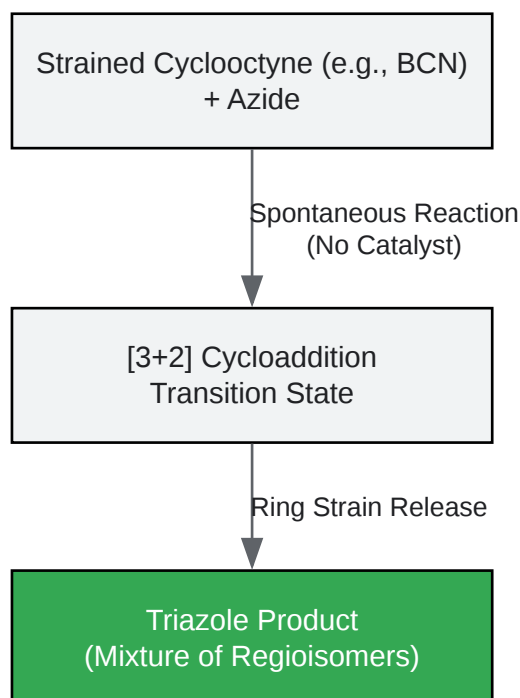 Strained Cyclooctyne (e.g., BCN)
+ Azide
Spontaneous Reaction
(No Catalyst)
[3+2] Cycloaddition
Transition State
Ring Strain Release
Triazole Product
(Mixture of Regioisomers)